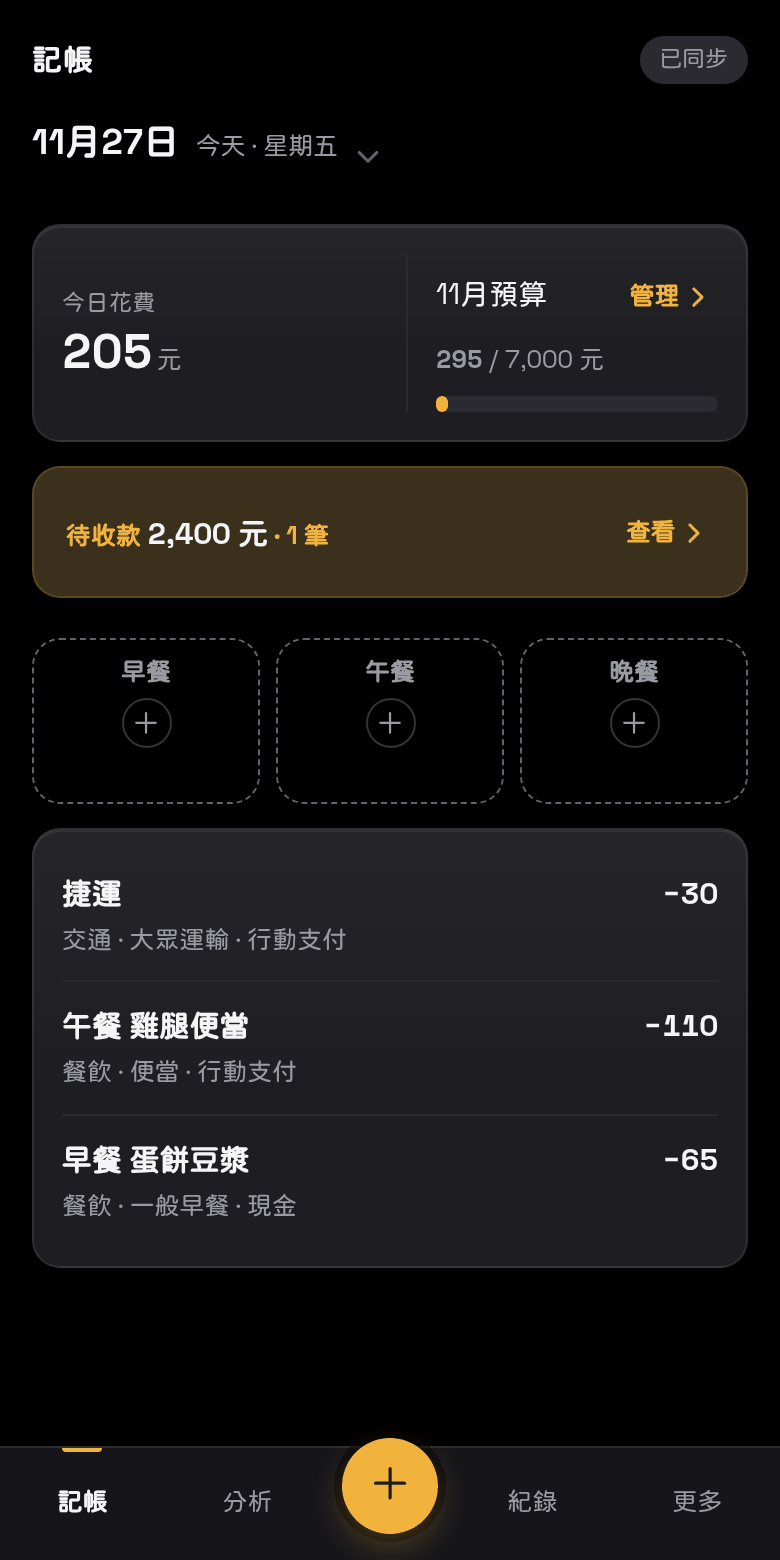 記帳
已同步
11月27日 今天 · 星期五
今日花費
205 元
11月預算
管理
295 / 7,000 元
待收款 2,400 元 · 1 筆
查看
早餐
午餐
晚餐
捷運
-30
交通 · 大眾運輸 · 行動支付
午餐 雞腿便當
-110
餐飲 · 便當 · 行動支付
早餐 蛋餅豆漿
-65
餐飲 · 一般早餐 · 現金
記帳
分析
紀錄
更多